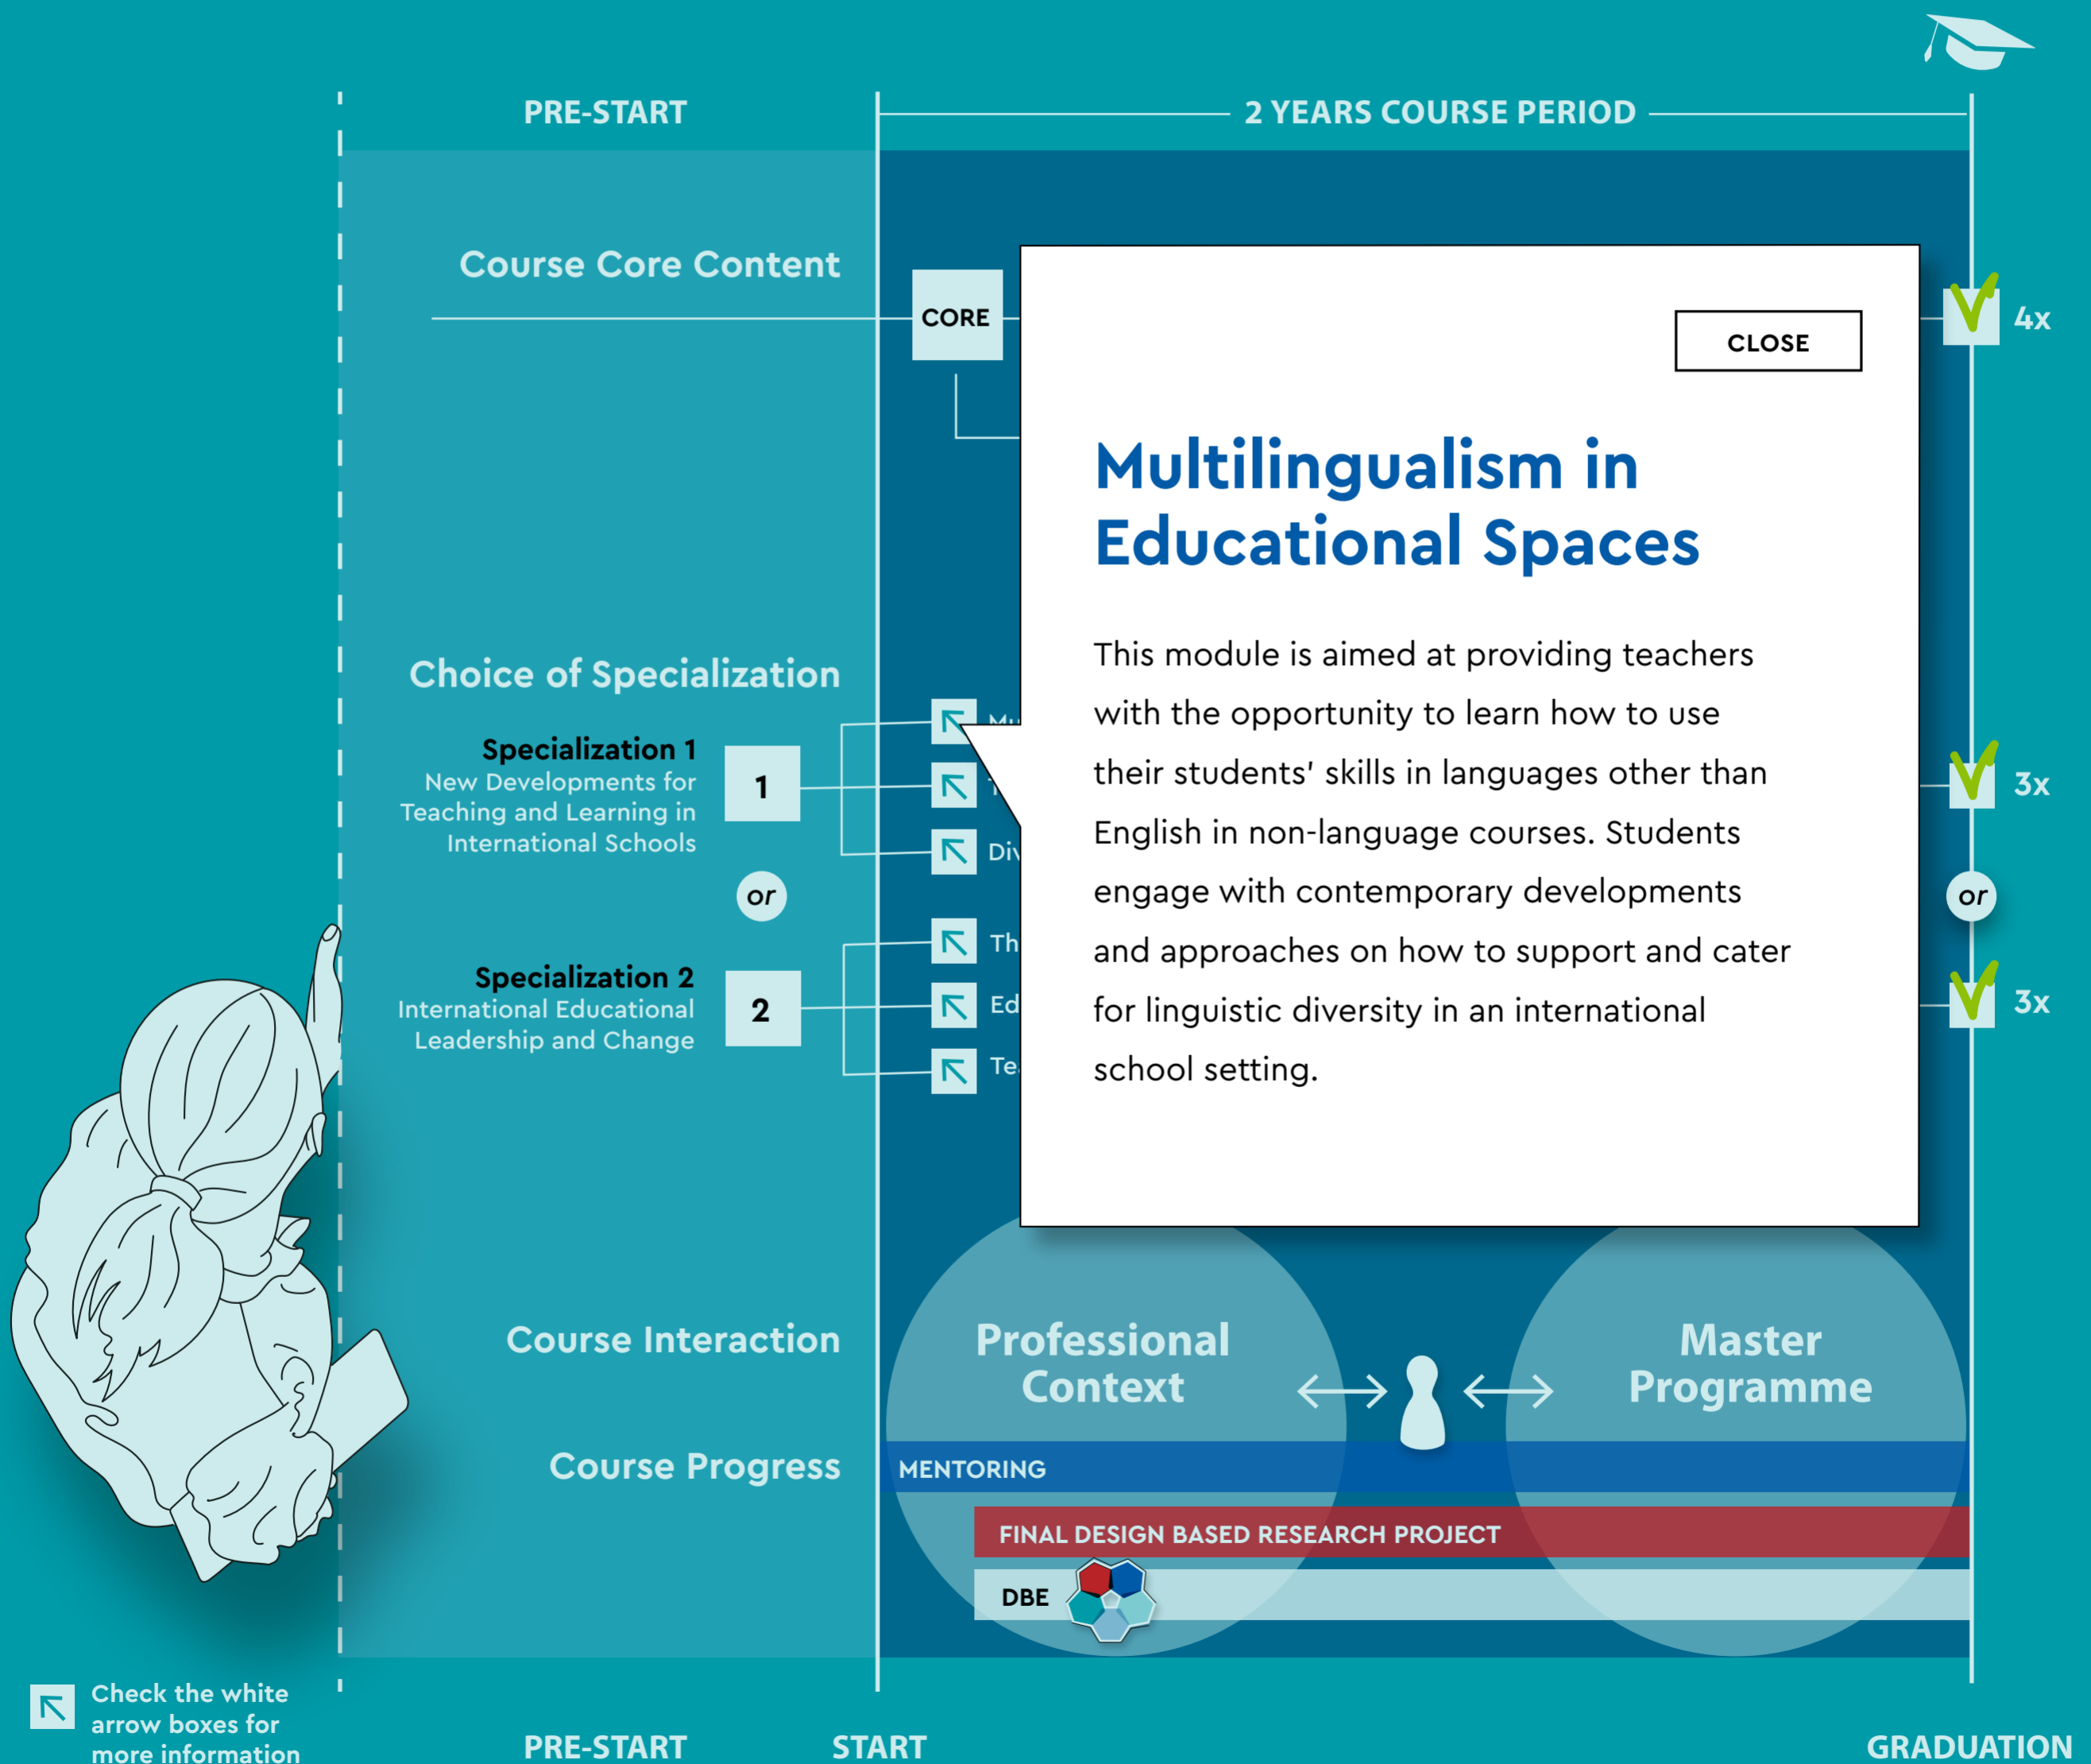 PRE-START
2 YEARS COURSE PERIOD
Course Core Content
CORE
4x
CLOSE
Multilingualism in
Educational Spaces
This module is aimed at providing teachers
with the opportunity to learn how to use
their students' skills in languages other than
English in non-language courses. Students
engage with contemporary developments
and approaches on how to support and cater
for linguistic diversity in an international
school setting.
Choice of Specialization
Specialization 1
New Developments for
Teaching and Learning in
International Schools
1
3x
or
or
Specialization 2
International Educational
Leadership and Change
2
3x
Course Interaction
Professional
Context
Master
Programme
Course Progress
MENTORING
FINAL DESIGN BASED RESEARCH PROJECT
DBE
Check the white
arrow boxes for
more information
PRE-START
START
GRADUATION